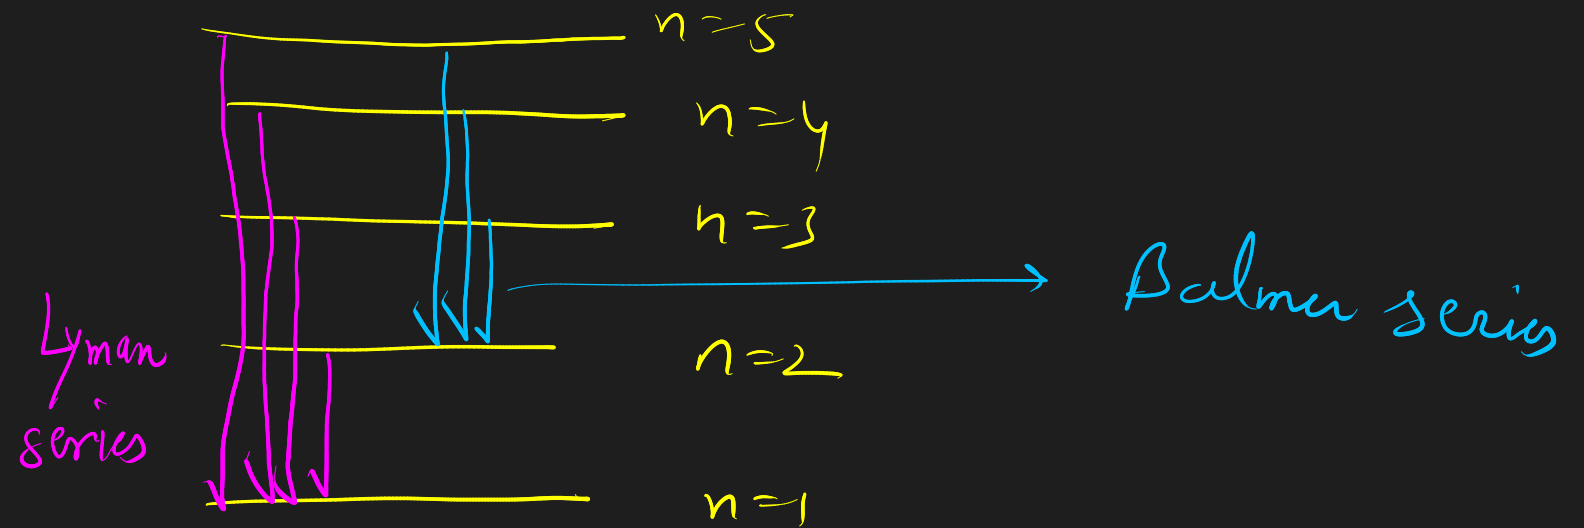 n=5
n=4
n=3
Balmer series
Lyman
series
n=2
n=1